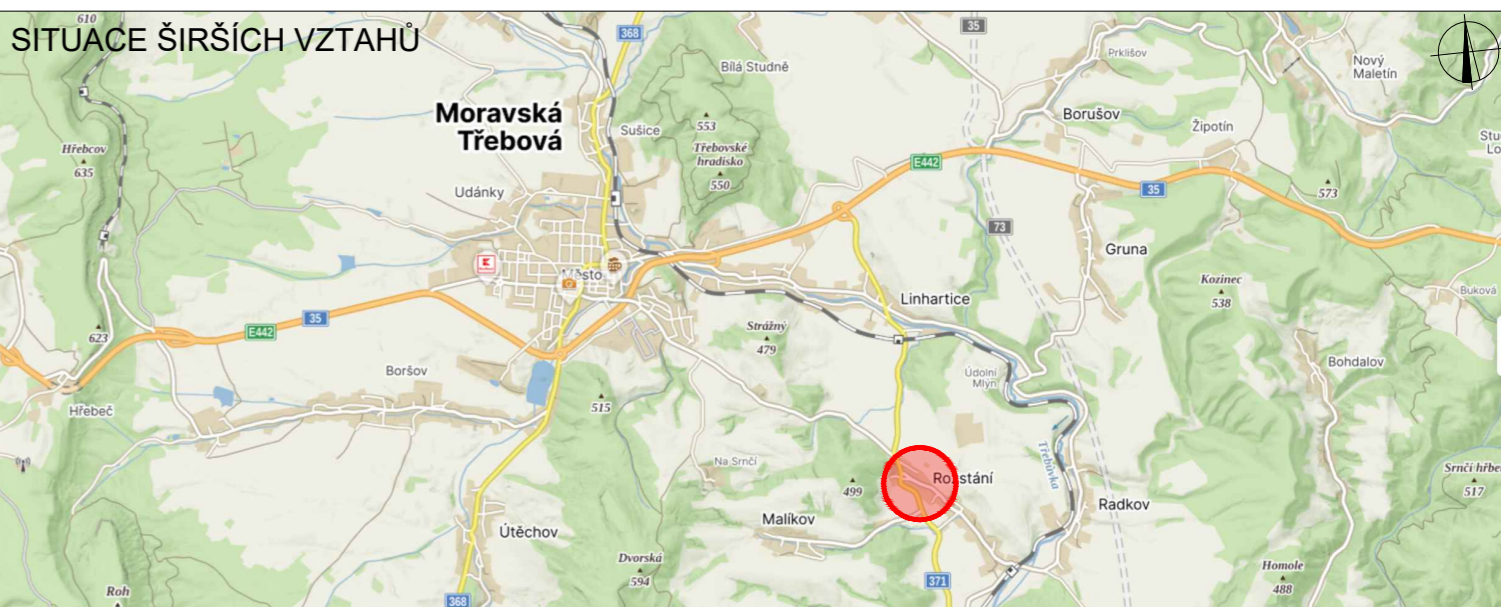 SITUACE ŠIRŠÍCH VZTAHŮ
610
368
35
Bílá Studně
Prklišov
Nový
Maletín
Moravská
Třebová
Sušice
553
Třebovské
hradisko
550
Borušov
Žipotín
Hřebcov
635
Udánky
E442
35
573
73
Gruna
Město
Kozinec
538
Buková
Linhartice
E442
35
623
Strážný
479
Boršov
Údolní
Mlýn
Bohdalov
Hřebeč
515
Třebůvka
Na Srnčí
499
Rozstání
Radkov
517
Malíkov
Útěchov
Dvorská
594
Homole
488
Roh
368
371